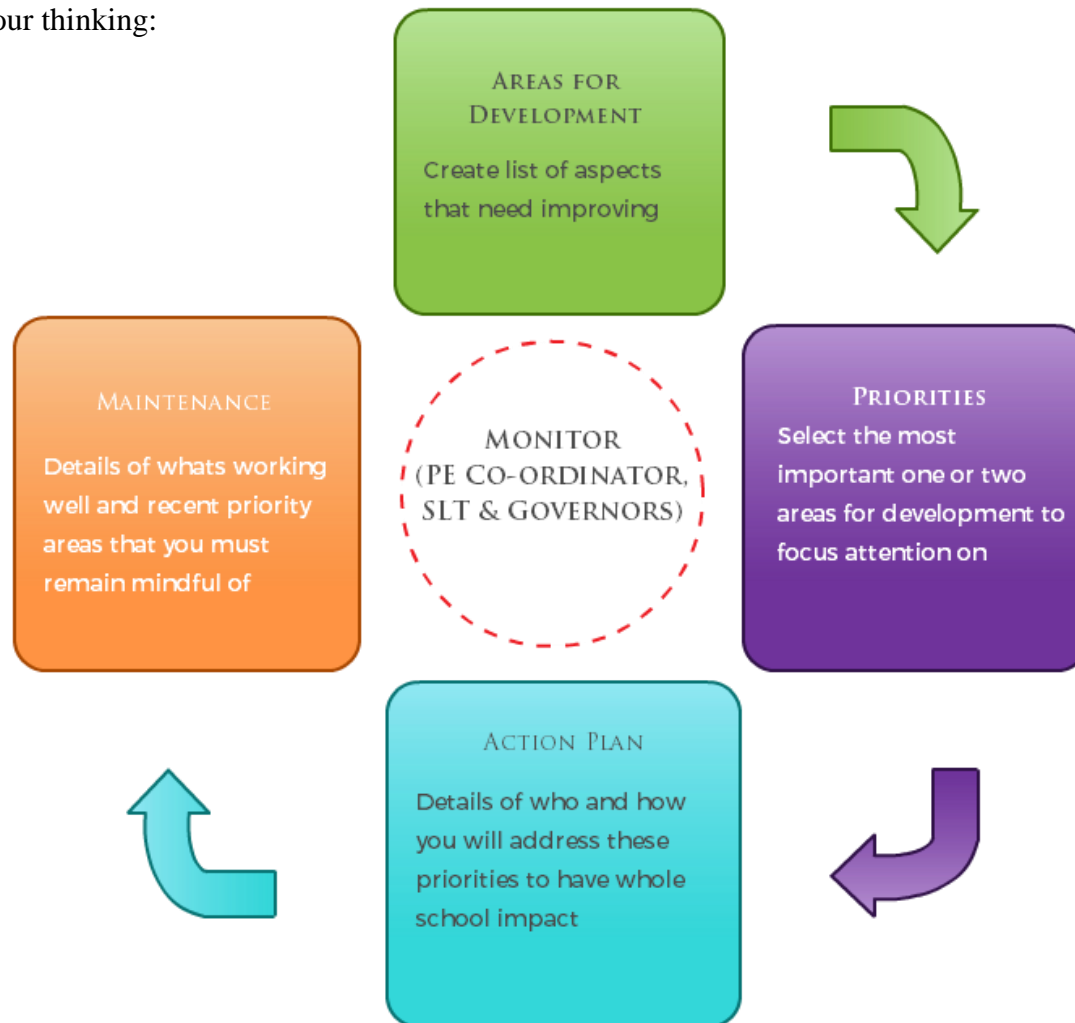 our thinking:
Areas for
Development
Create list of aspects
that need improving
Maintenance
Details of whats working
well and recent priority
areas that you must
remain mindful of
Monitor
(PE Co-ordinator,
SLT & Governors)
Priorities
Select the most
important one or two
areas for development to
focus attention on
Action Plan
Details of who and how
you will address these
priorities to have whole
school impact